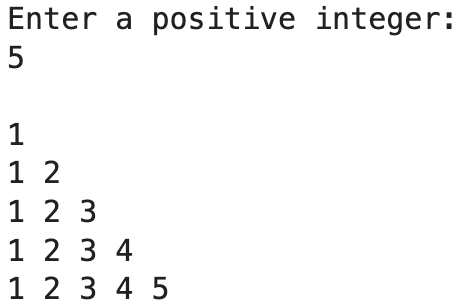 Enter a positive integer:
5
1
1 2
1 2 3
1 2 3 4
1 2 3 4 5